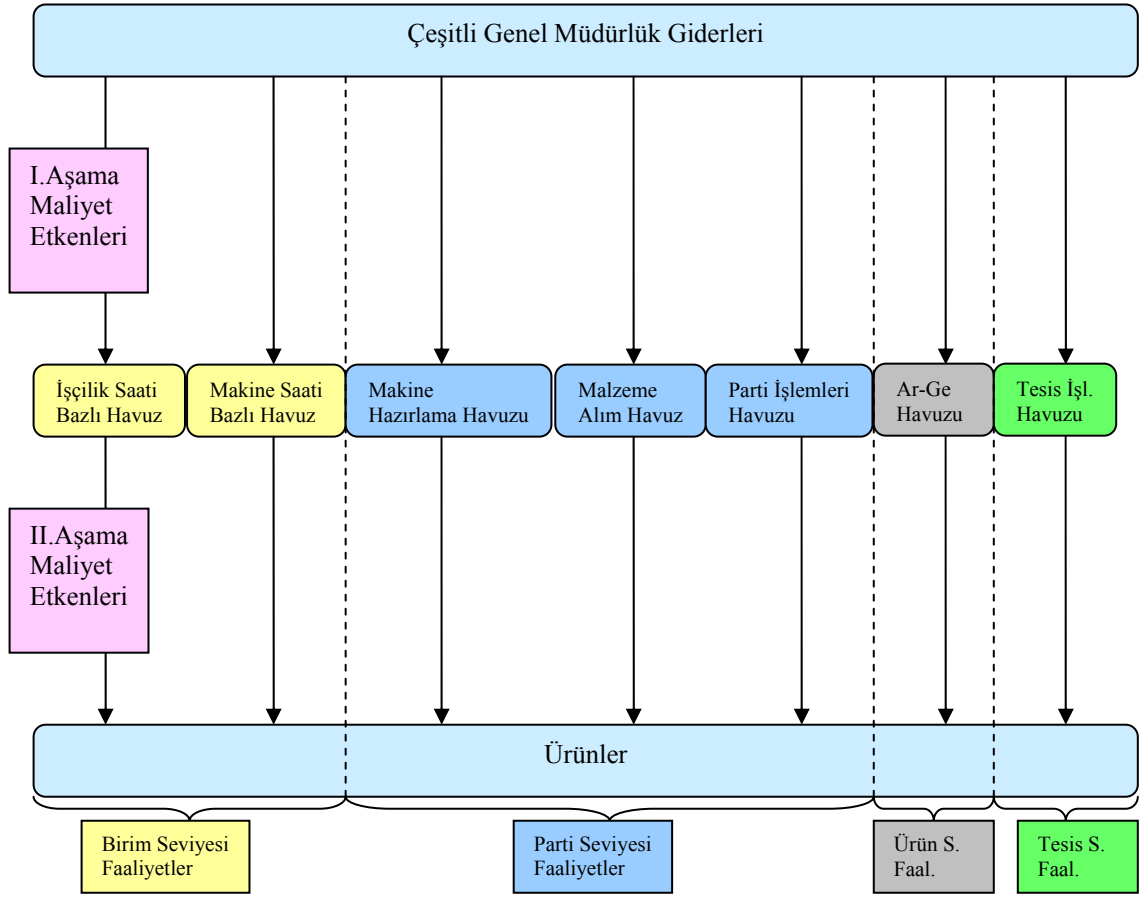 Çeşitli Genel Müdürlük Giderleri
I.Aşama
Maliyet
Etkenleri
İşçilik Saati
Bazlı Havuz
Makine Saati
Bazlı Havuz
Makine
Hazırlama Havuzu
Malzeme
Alım Havuz
Parti İşlemleri
Havuzu
Ar-Ge
Havuzu
Tesis İşl.
Havuzu
II.Aşama
Maliyet
Etkenleri
Ürünler
Birim Seviyesi
Faaliyetler
Parti Seviyesi
Faaliyetler
Ürün S.
Faal.
Tesis S.
Faal.